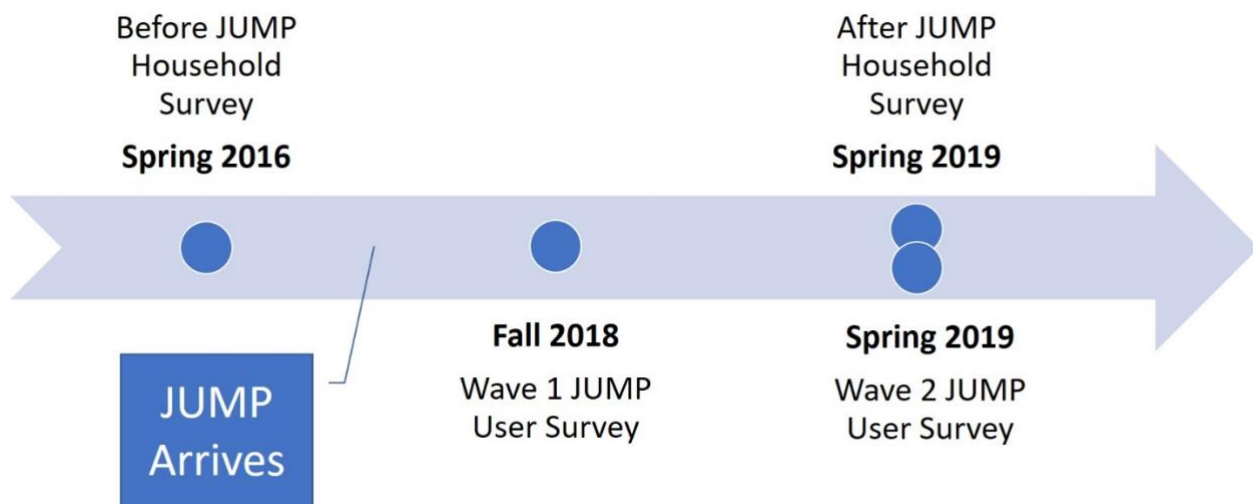 Before JUMP
Household
Survey
Spring 2016
After JUMP
Household
Survey
Spring 2019
JUMP
Arrives
Fall 2018
Wave 1 JUMP
User Survey
Spring 2019
Wave 2 JUMP
User Survey